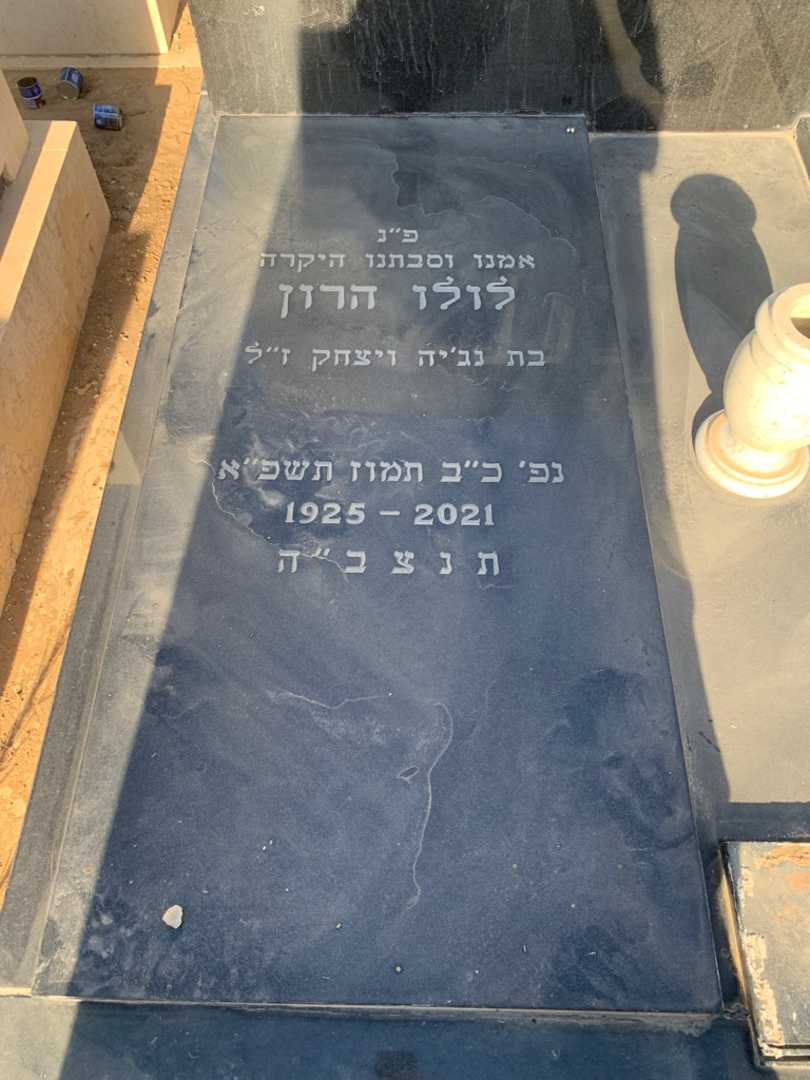 פ״נ
אמנו וסבתנו היקרה
לולו הרון
בת נג׳יה ויצחק ז״ל
נפ׳ כ״ב תמוז תשפ״א
1925 – 2021
ת נ צ ב ״ה